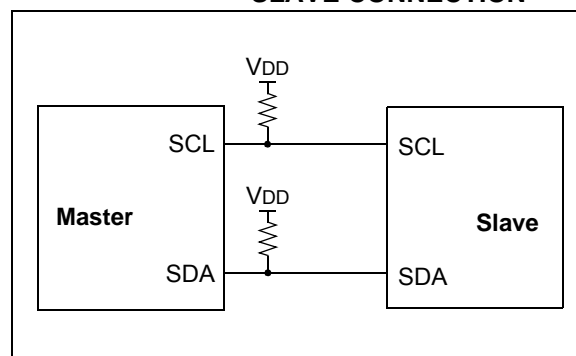 SLAVE CONNECTION
VDD
SCL SCL
VDD
Master Slave
SDA SDA